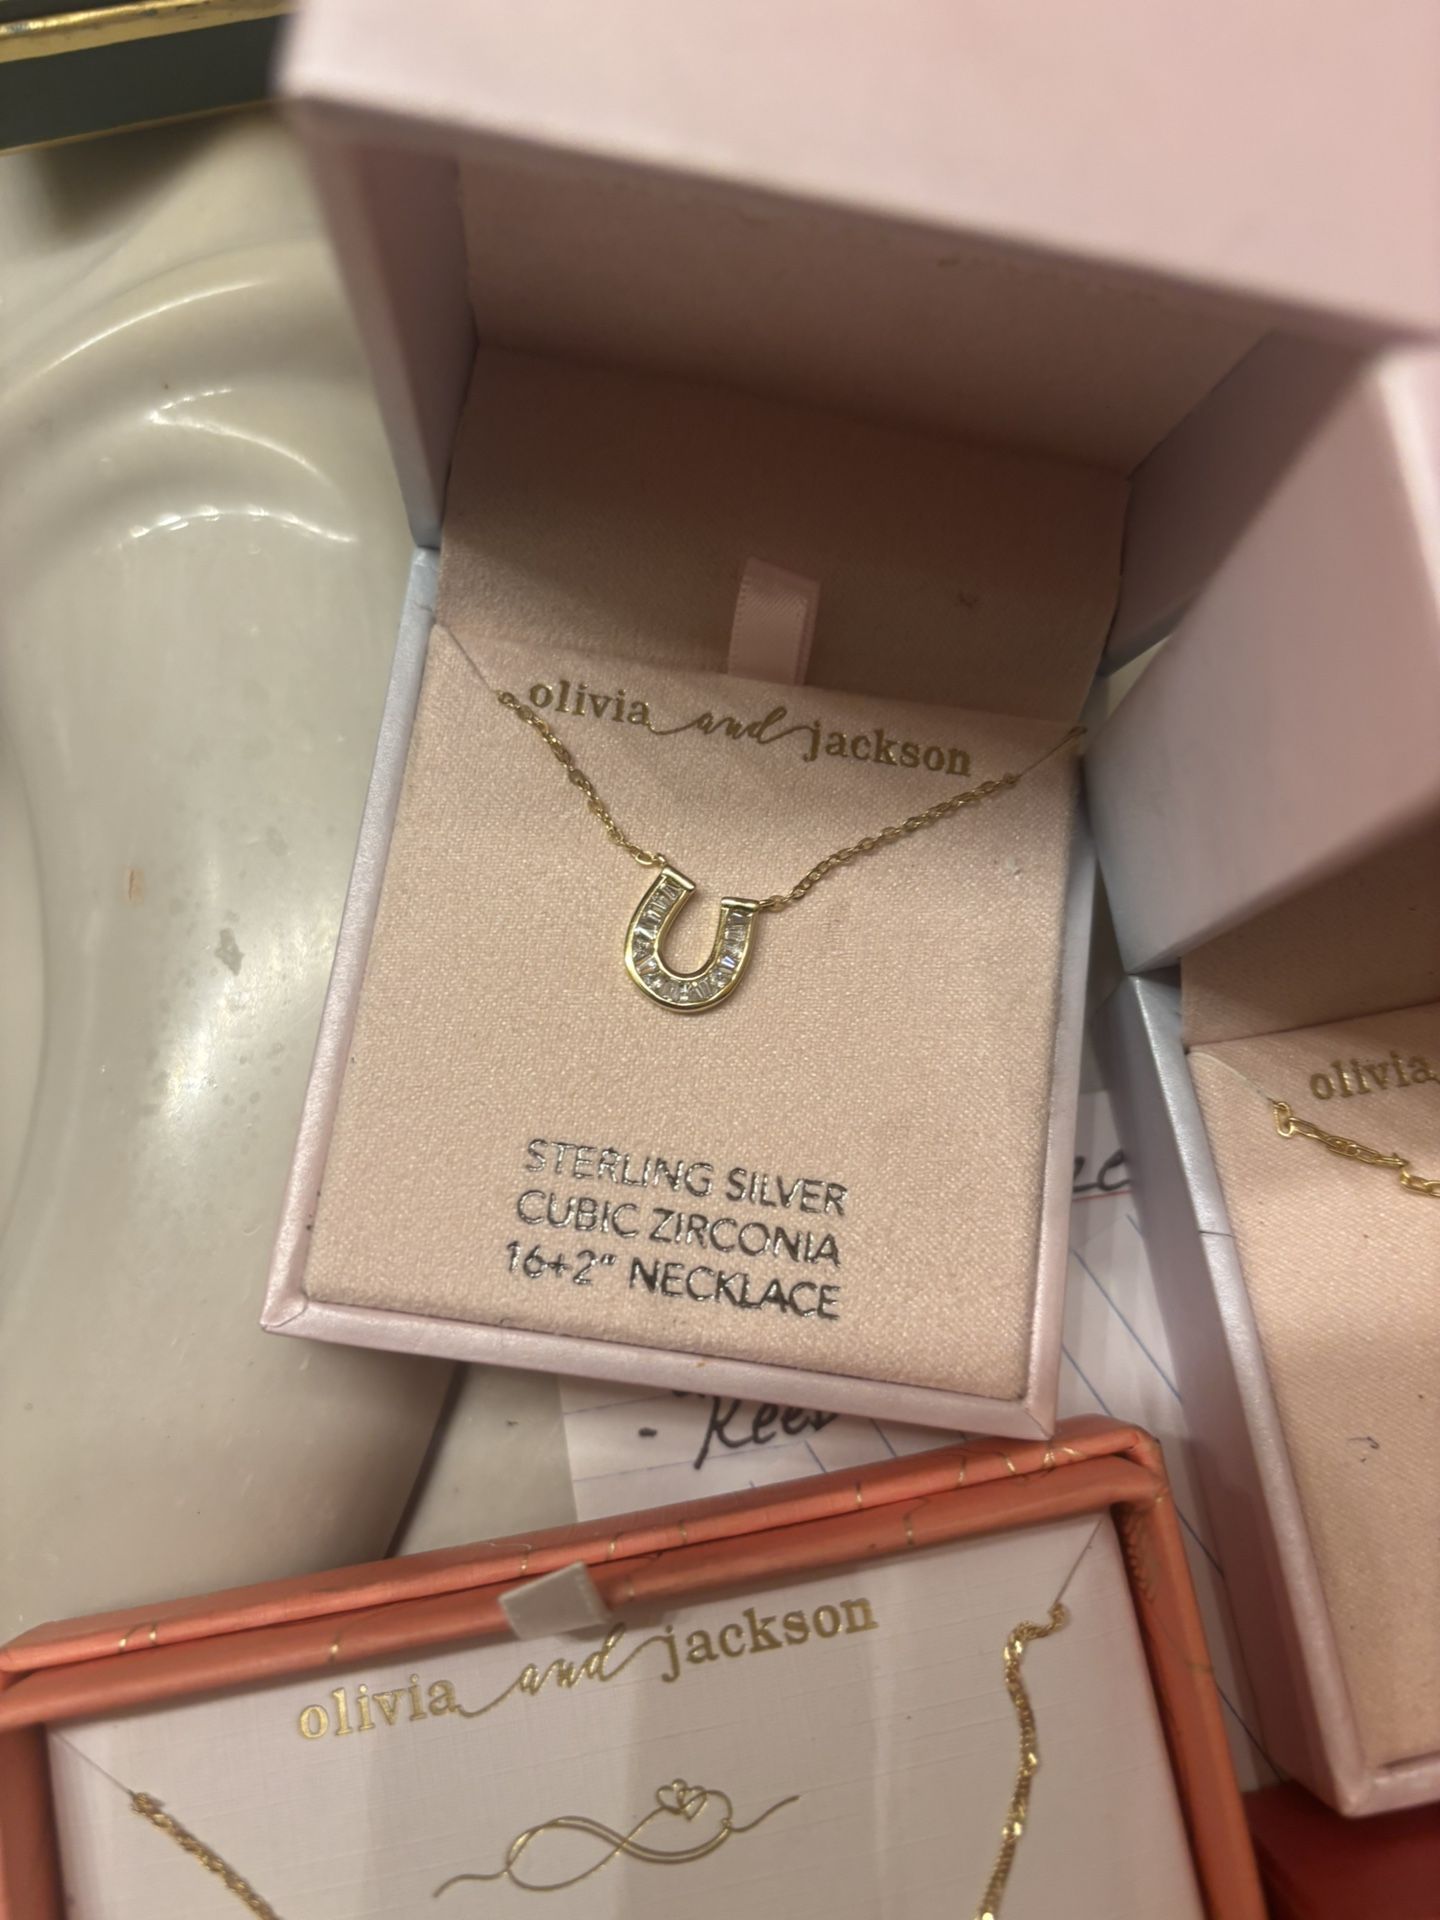 olivia and jackson
STERLING SILVER
CUBIC ZIRCONIA
16+2" NECKLACE
olivia
olivia and jackson